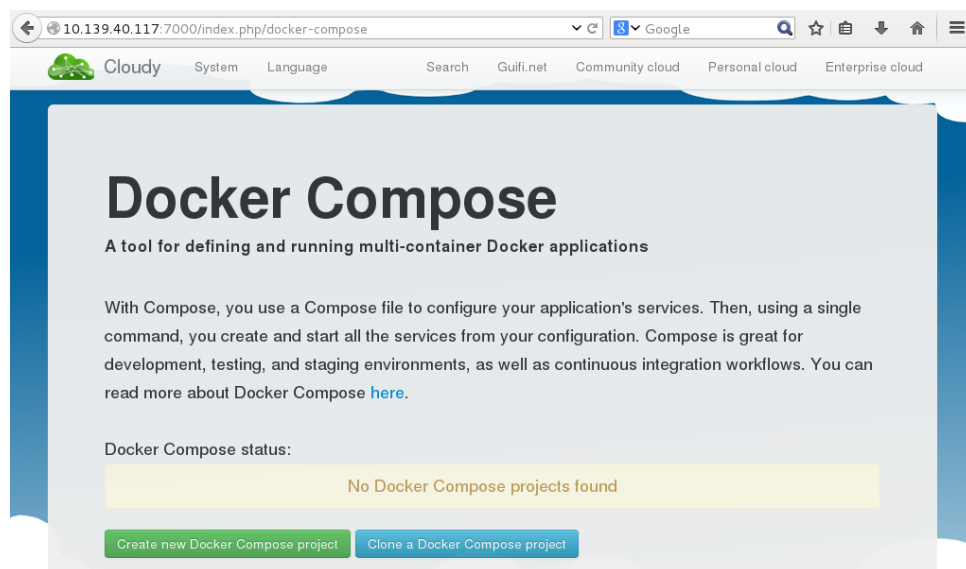 10.139.40.117:7000/index.php/docker-compose
8 Google
Cloudy System Language Search Guifi.net Community cloud Personal cloud Enterprise cloud
Docker Compose
A tool for defining and running multi-container Docker applications
With Compose, you use a Compose file to configure your application's services. Then, using a single
command, you create and start all the services from your configuration. Compose is great for
development, testing, and staging environments, as well as continuous integration workflows. You can
read more about Docker Compose here.
Docker Compose status:
No Docker Compose projects found
Create new Docker Compose project Clone a Docker Compose project